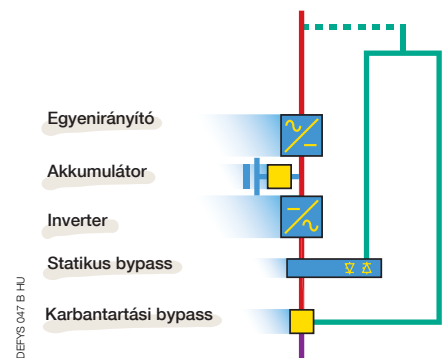 Egyenirányító
Akkumulátor
Inverter
Statikus bypass
Karbantartási bypass
DEFYS 047 B HU